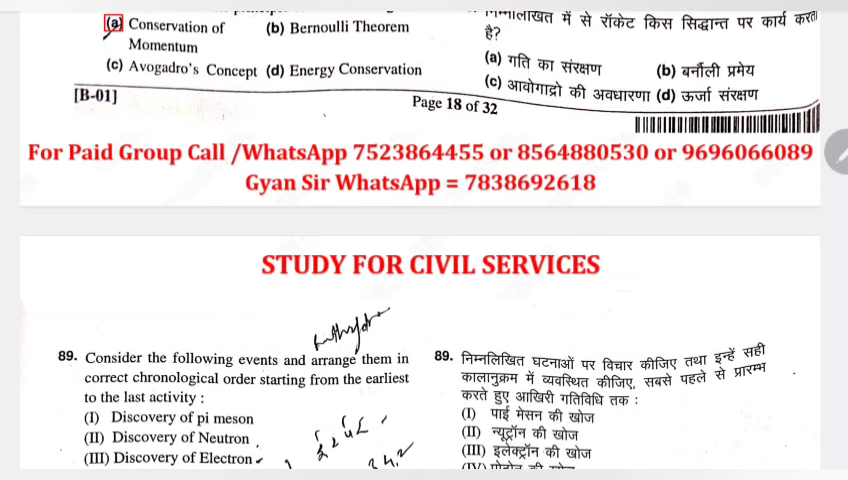 (a) Conservation of Momentum
(b) Bernoulli Theorem
(c) Avogadro's Concept (d) Energy Conservation
में से रॉकेट किस सिद्धान्त पर कार्य करता
है?
(a) गति का संरक्षण
(b) बर्नौली प्रमेय
(c) आवोगाद्रो की अवधारणा (d) ऊर्जा संरक्षण
[B-01]
Page 18 of 32
For Paid Group Call /WhatsApp 7523864455 or 8564880530 or 9696066089
Gyan Sir WhatsApp = 7838692618
STUDY FOR CIVIL SERVICES
89. Consider the following events and arrange them in
correct chronological order starting from the earliest
to the last activity :
(I) Discovery of pi meson
(II) Discovery of Neutron
(III) Discovery of Electron
89. निम्नलिखित घटनाओं पर विचार कीजिए तथा इन्हें सही
कालानुक्रम में व्यवस्थित कीजिए, सबसे पहले से प्रारम्भ
करते हुए आखिरी गतिविधि तक :
(I) पाई मेसन की खोज
(II) न्यूट्रॉन की खोज
(III) इलेक्ट्रॉन की खोज